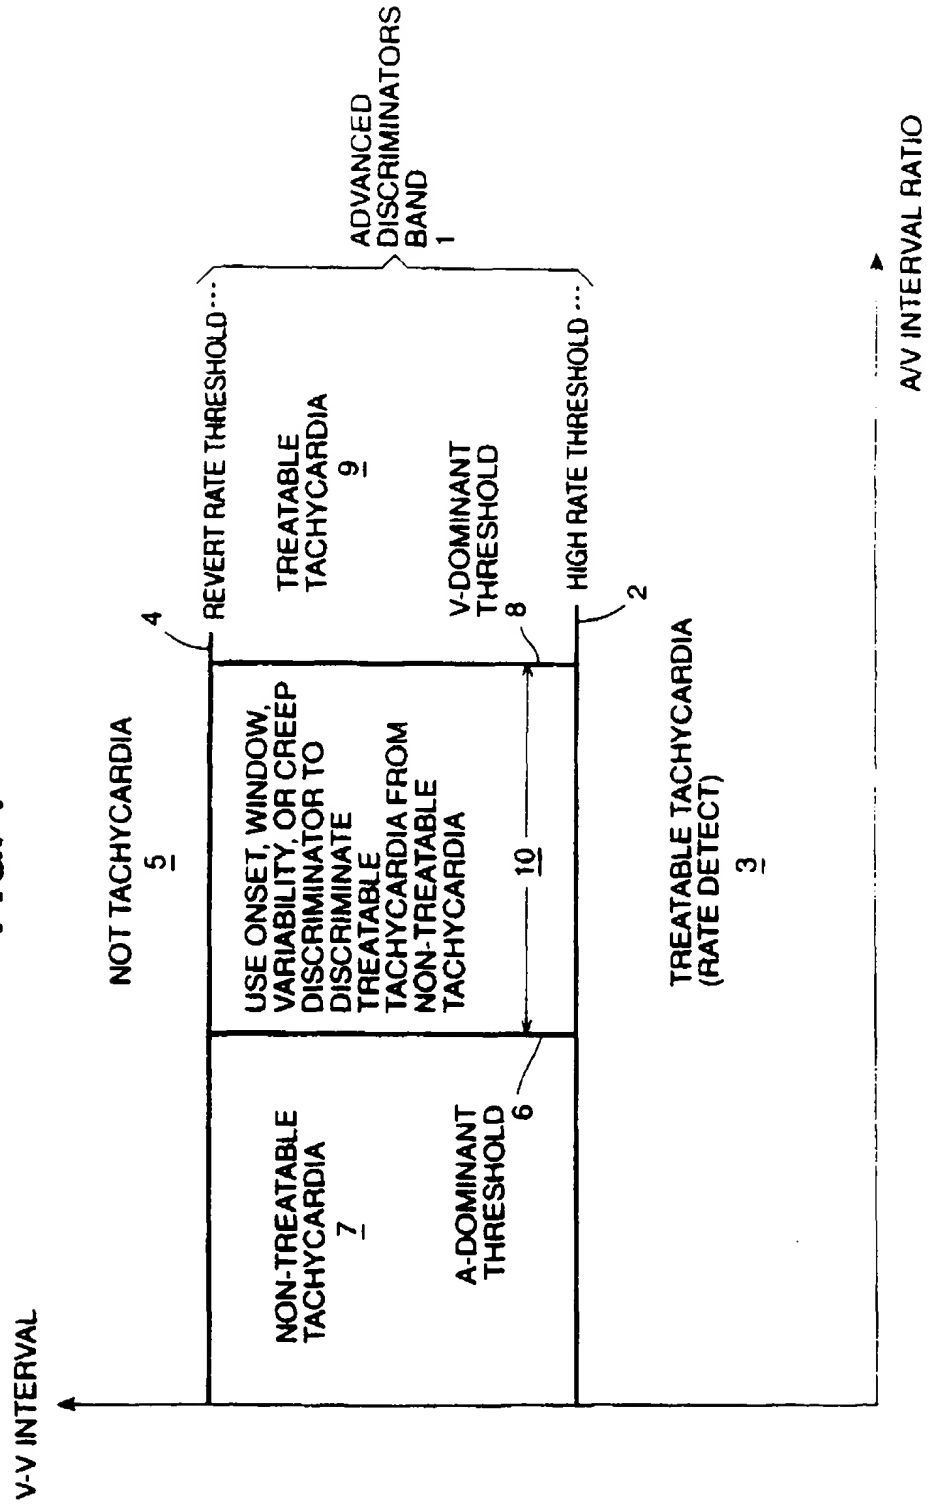 V-V INTERVAL
NOT TACHYCARDIA
5
4
REVERT RATE THRESHOLD...
NON-TREATABLE
TACHYCARDIA
7
USE ONSET, WINDOW,
VARIABILITY, OR CREEP
DISCRIMINATOR TO
DISCRIMINATE
TREATABLE
TACHYCARDIA FROM
NON-TREATABLE
TACHYCARDIA
TREATABLE
TACHYCARDIA
9
ADVANCED
DISCRIMINATORS
BAND
1
A-DOMINANT
THRESHOLD
6
10
V-DOMINANT
THRESHOLD
8
HIGH RATE THRESHOLD...
2
TREATABLE TACHYCARDIA
(RATE DETECT)
3
A/V INTERVAL RATIO